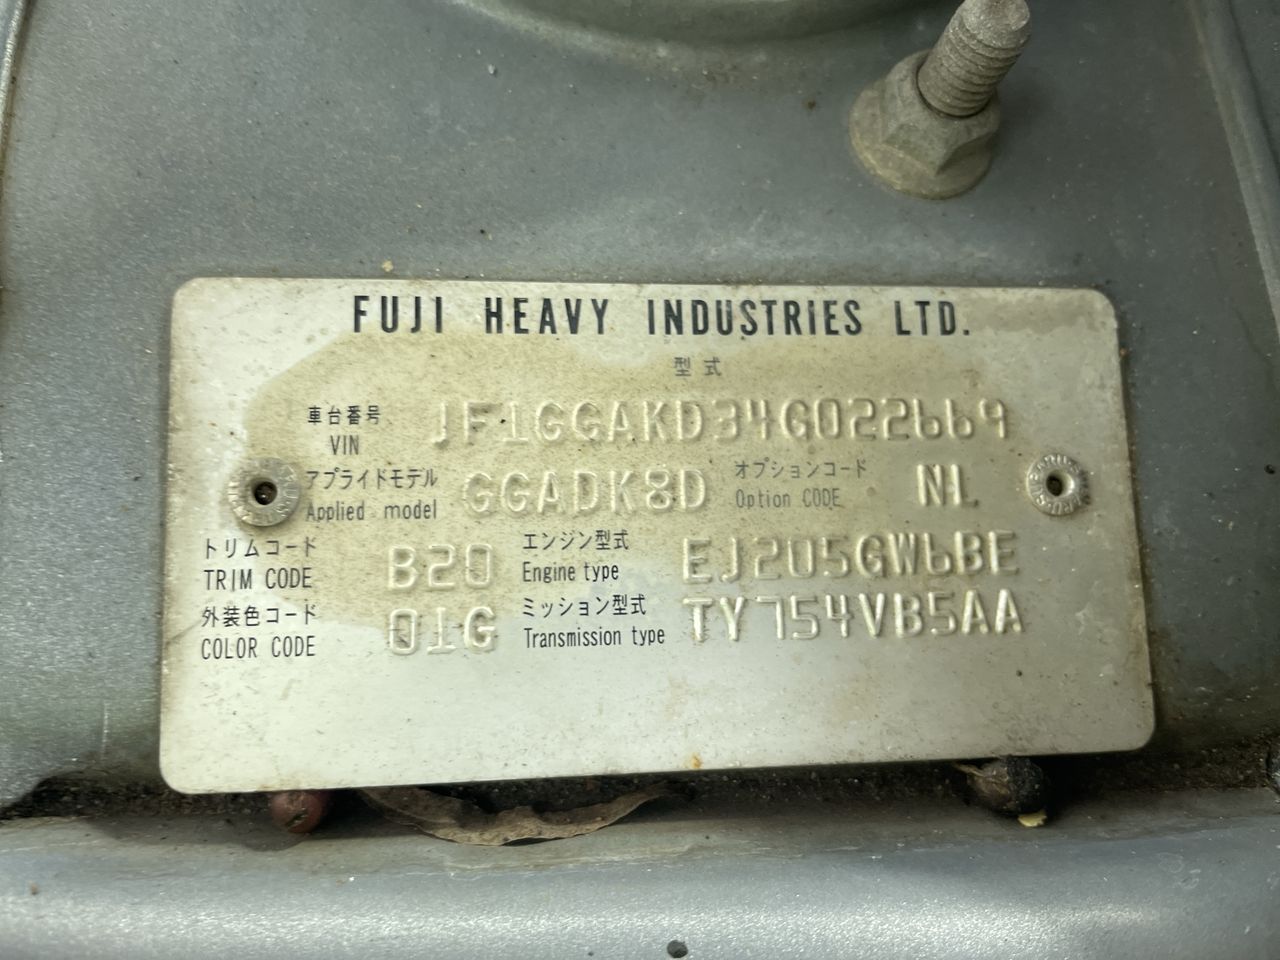 FUJI HEAVY INDUSTRIES LTD.
型式
車台番号 VIN JF1GGAKD34G022669
アプライドモデル Applied model GGADK8D オプションコード Option CODE NL
トリムコード TRIM CODE B20 エンジン型式 Engine type EJ205GW6BE
外装色コード COLOR CODE 01G ミッション型式 Transmission type TY754VB5AA